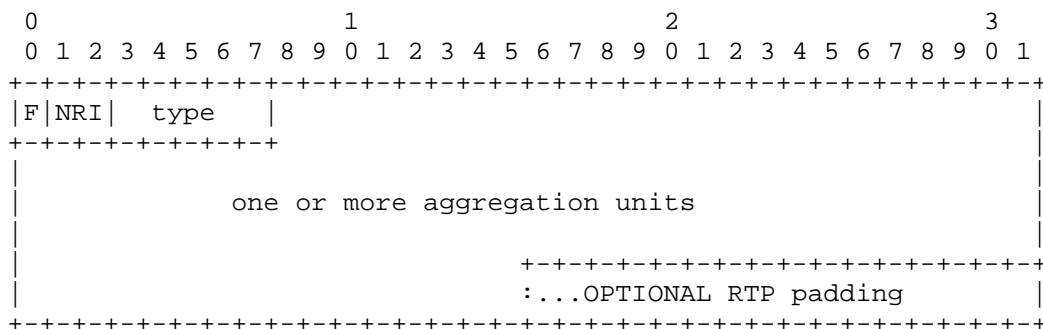 0                   1                   2                   3
 0 1 2 3 4 5 6 7 8 9 0 1 2 3 4 5 6 7 8 9 0 1 2 3 4 5 6 7 8 9 0 1
+-+-+-+-+-+-+-+-+-+-+-+-+-+-+-+-+-+-+-+-+-+-+-+-+-+-+-+-+-+-+-+-+
|F|NRI|  type   |                                               |
+-+-+-+-+-+-+-+-+                                               |
|                                                               |
|             one or more aggregation units                     |
|                                                               |
|                               +-+-+-+-+-+-+-+-+-+-+-+-+-+-+-+-+
|                               :...OPTIONAL RTP padding        |
+-+-+-+-+-+-+-+-+-+-+-+-+-+-+-+-+-+-+-+-+-+-+-+-+-+-+-+-+-+-+-+-+